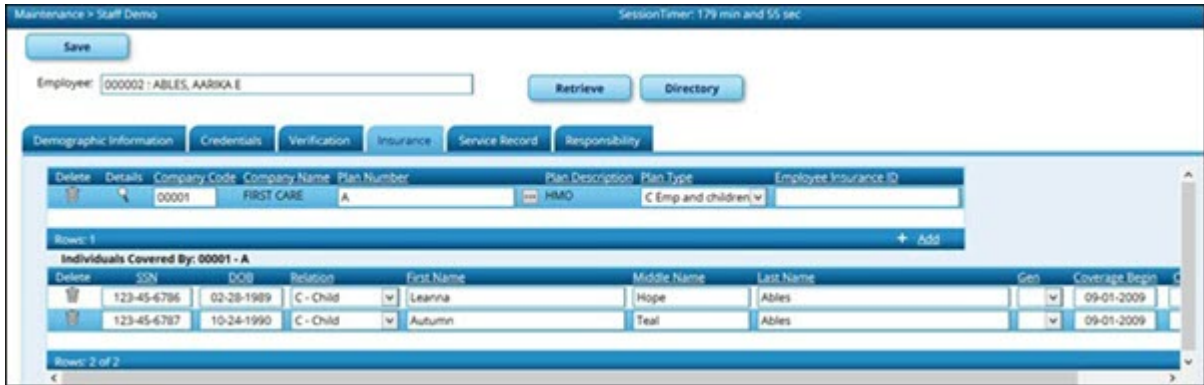 Maintenance > Staff Demo SessionTimer: 179 min and 55 sec
Save
Employee: 000002 : ABLES, AARIKA E Retrieve Directory
Demographic Information Credentials Verification Insurance Service Record Responsibility
Delete Details Company Code Company Name Plan Number Plan Description Plan Type Employee Insurance ID
00001 FIRST CARE A HMO C Emp and children
Rows: 1 + Add
Individuals Covered By: 00001 - A
Delete SSN DOB Relation First Name Middle Name Last Name Gen Coverage Begin C
123-45-6786 02-28-1989 C - Child Leanna Hope Ables 09-01-2009
123-45-6787 10-24-1990 C - Child Autumn Teal Ables 09-01-2009
Rows: 2 of 2